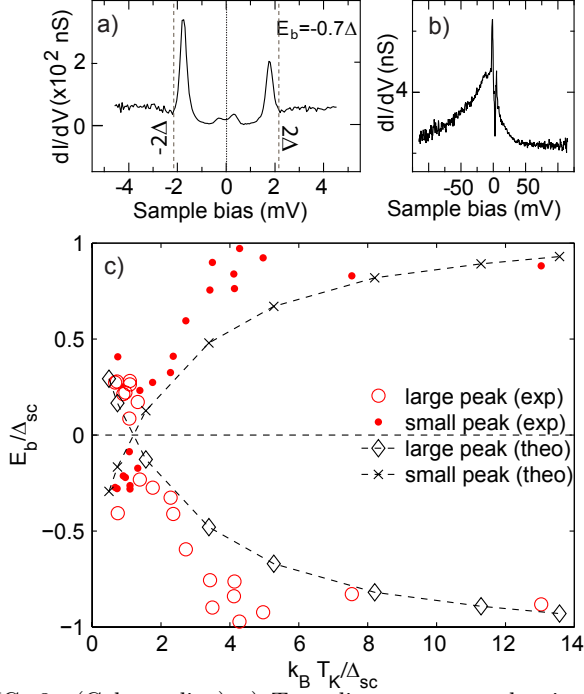 a)
E_b=-0.7Δ
dI/dV (x10² nS)
2
0
-2Δ
2Δ
-4 -2 0 2 4
Sample bias (mV)
b)
dI/dV (nS)
4
-50 0 50
Sample bias (mV)
c)
E_b/Δ_sc
1
0.5
0
−0.5
−1
large peak (exp)
small peak (exp)
large peak (theo)
small peak (theo)
0 2 4 6 8 10 12 14
k_B T_K/Δ_sc